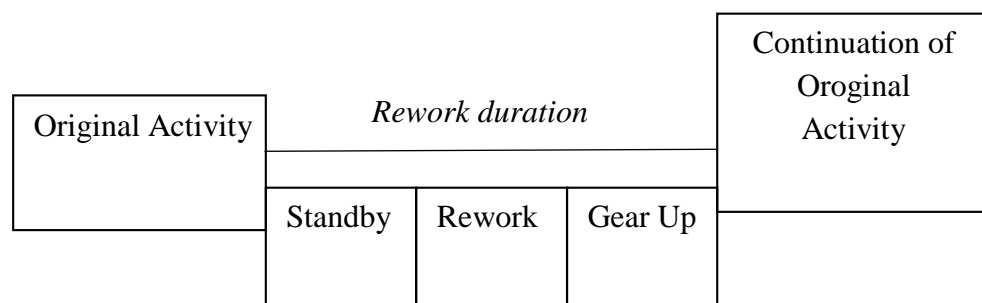 Continuation of
Oroginal
Activity
Original Activity
Rework duration
Standby
Rework
Gear Up